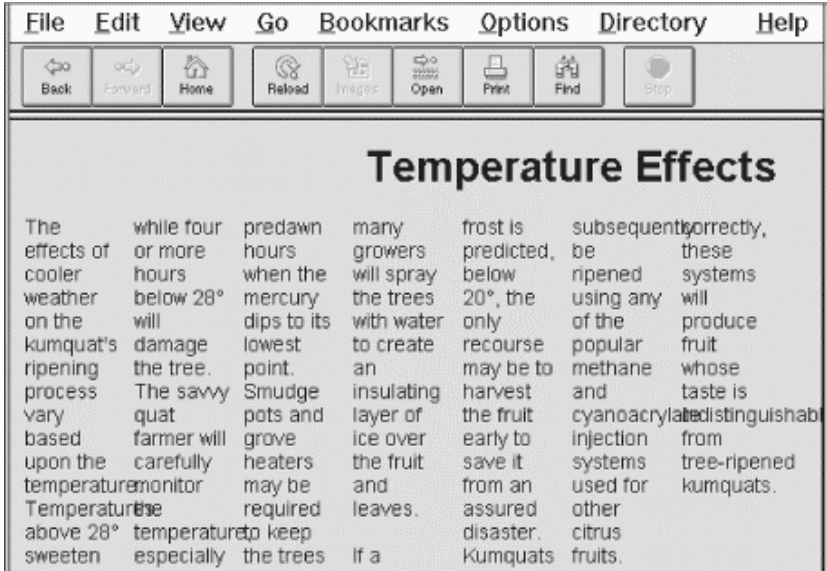 File Edit View Go Bookmarks Options Directory Help
Back Forward Home Reload Images Open Print Find Stop
Temperature Effects
The
effects of
cooler
weather
on the
kumquat's
ripening
process
vary
based
upon the
temperature.
Temperatures
above 28°
sweeten
while four
or more
hours
below 28°
will
damage
the tree.
The savvy
quat
farmer will
carefully
monitor
the
temperature,
especially
predawn
hours
when the
mercury
dips to its
lowest
point.
Smudge
pots and
grove
heaters
may be
required
to keep
the trees
many
growers
will spray
the trees
with water
to create
an
insulating
layer of
ice over
the fruit
and
leaves.
If a
frost is
predicted,
below
20°, the
only
recourse
may be to
harvest
the fruit
early to
save it
from an
assured
disaster.
Kumquats
subsequently
be
ripened
using any
of the
popular
methane
and
cyanoacrylate
injection
systems
used for
other
citrus
fruits.
correctly,
these
systems
will
produce
fruit
whose
taste is
indistinguishabl
from
tree-ripened
kumquats.